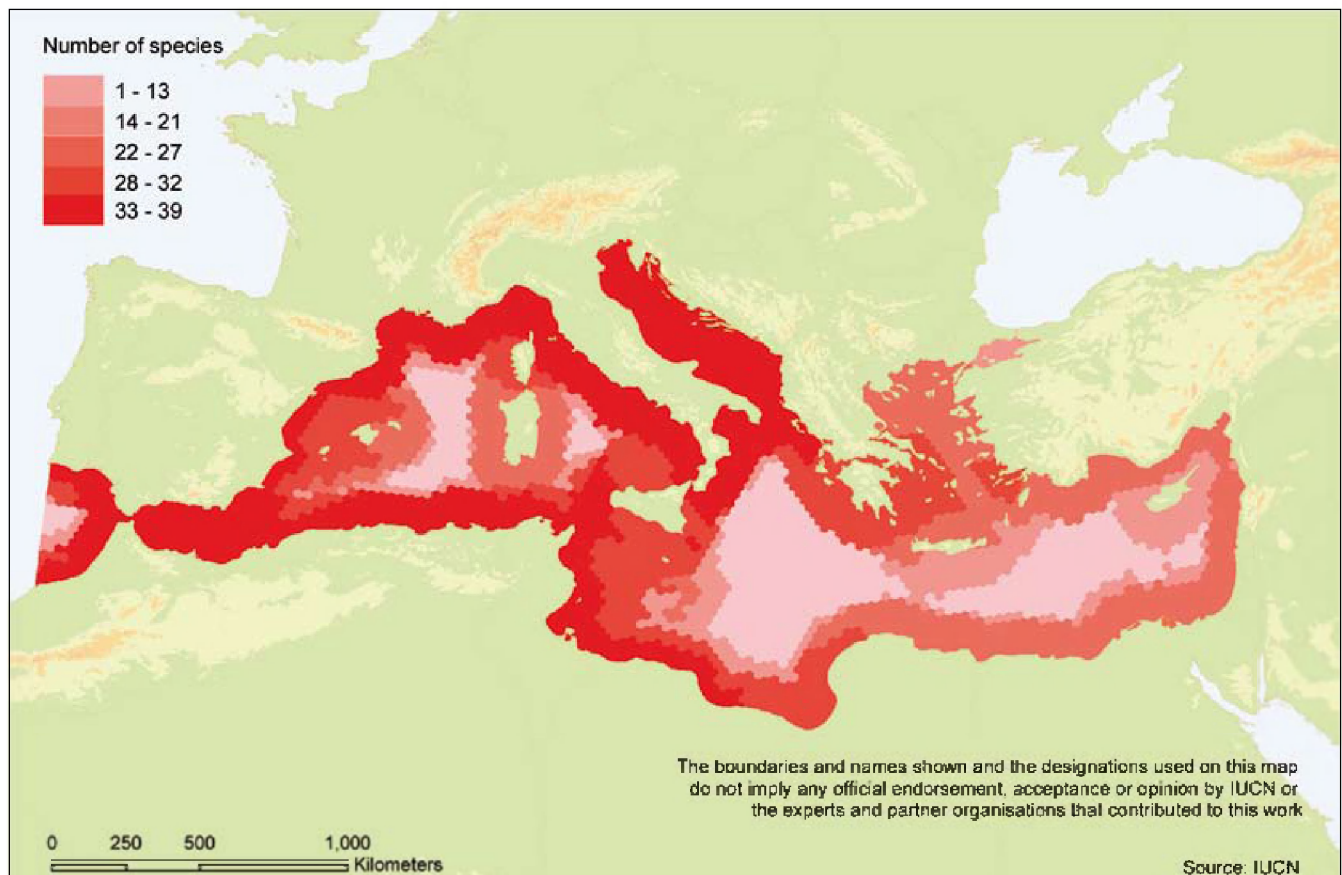 Number of species
1 - 13
14 - 21
22 - 27
28 - 32
33 - 39
The boundaries and names shown and the designations used on this map
do not imply any official endorsement, acceptance or opinion by IUCN or
the experts and partner organisations that contributed to this work
0 250 500 1,000
Kilometers
Source: IUCN